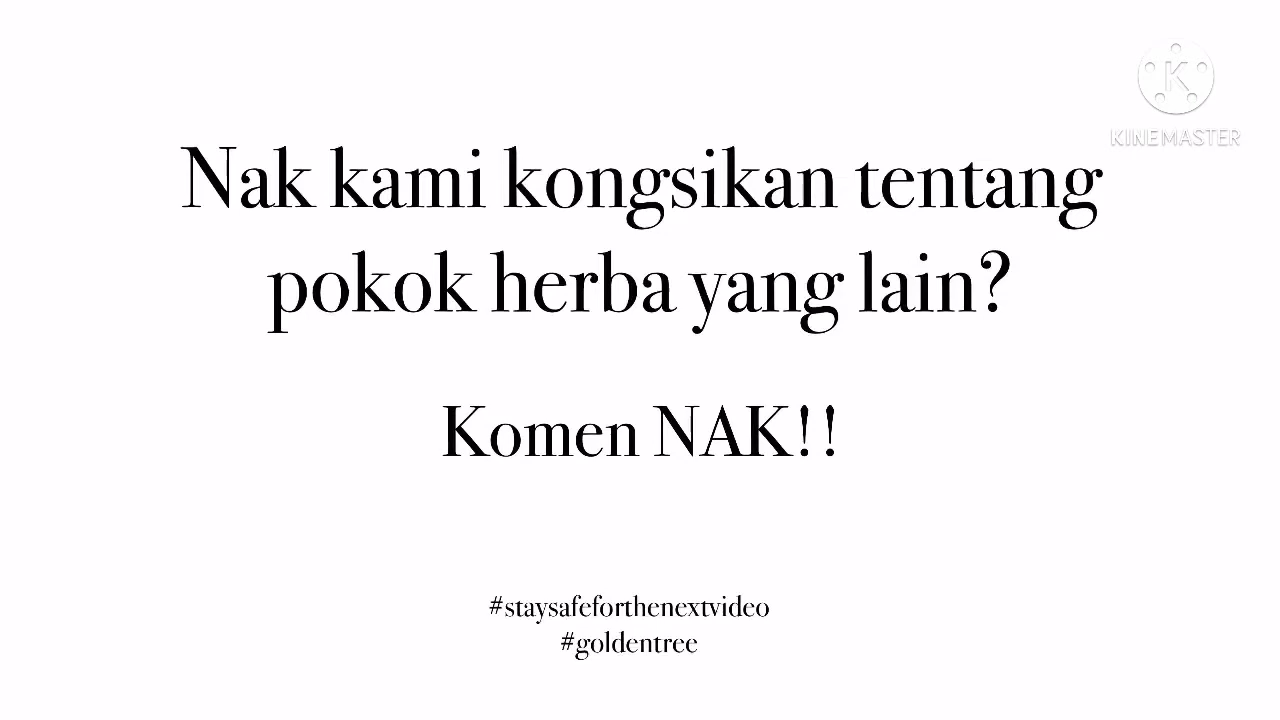 KINEMASTER
Nak kami kongsikan tentang
pokok herba yang lain?
Komen NAK!!
#staysafeforthenextvideo
#goldentree